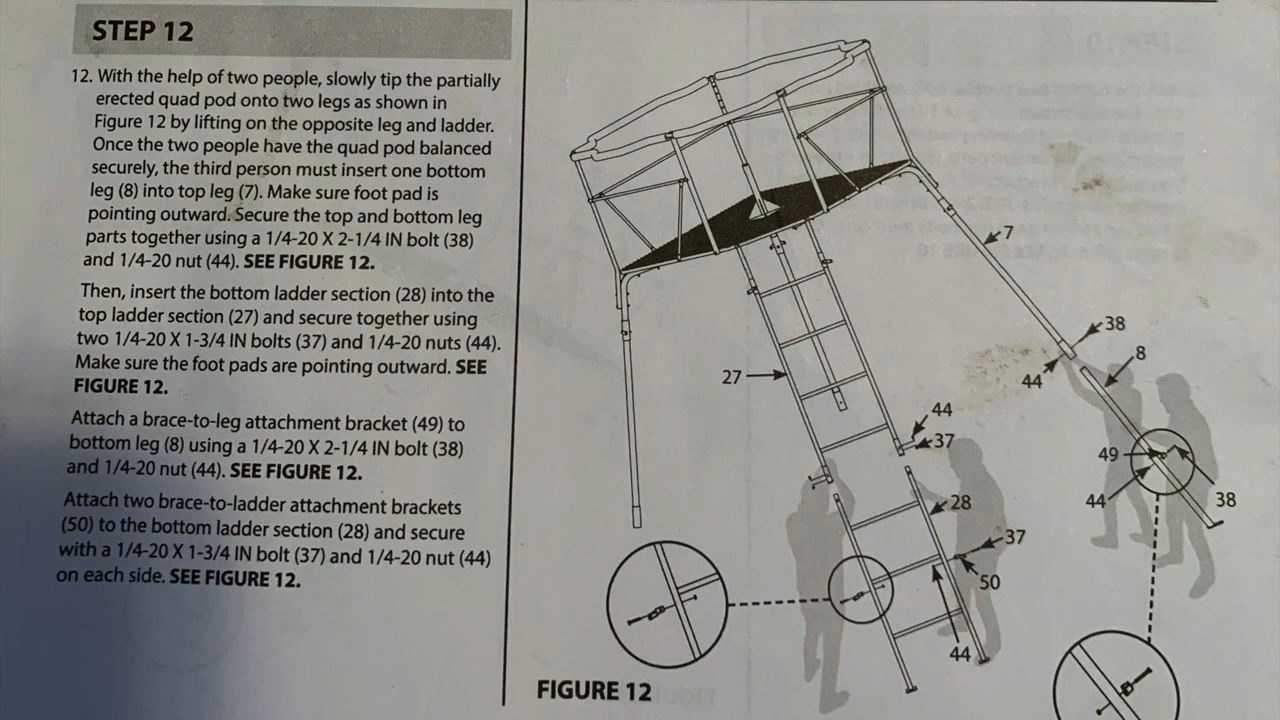 STEP 12
12. With the help of two people, slowly tip the partially
erected quad pod onto two legs as shown in
Figure 12 by lifting on the opposite leg and ladder.
Once the two people have the quad pod balanced
securely, the third person must insert one bottom
leg (8) into top leg (7). Make sure foot pad is
pointing outward. Secure the top and bottom leg
parts together using a 1/4-20 X 2-1/4 IN bolt (38)
and 1/4-20 nut (44). SEE FIGURE 12.
Then, insert the bottom ladder section (28) into the
top ladder section (27) and secure together using
two 1/4-20 X 1-3/4 IN bolts (37) and 1/4-20 nuts (44).
Make sure the foot pads are pointing outward. SEE
FIGURE 12.
Attach a brace-to-leg attachment bracket (49) to
bottom leg (8) using a 1/4-20 X 2-1/4 IN bolt (38)
and 1/4-20 nut (44). SEE FIGURE 12.
Attach two brace-to-ladder attachment brackets
(50) to the bottom ladder section (28) and secure
with a 1/4-20 X 1-3/4 IN bolt (37) and 1/4-20 nut (44)
on each side. SEE FIGURE 12.
7
38
8
44
27
44
37
49
44
38
28
37
50
44
FIGURE 12